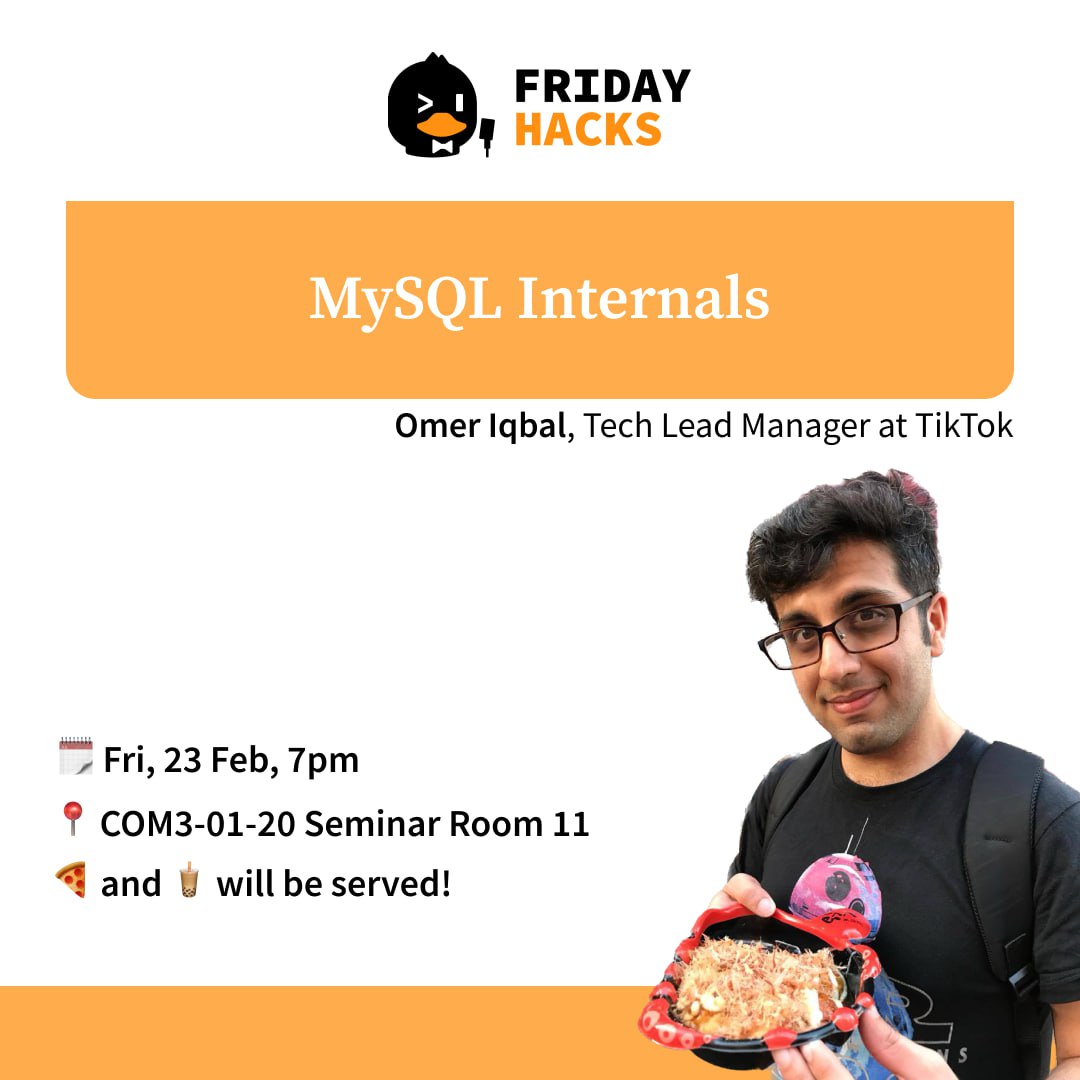 FRIDAY
HACKS
MySQL Internals
Omer Iqbal, Tech Lead Manager at TikTok
Fri, 23 Feb, 7pm
COM3-01-20 Seminar Room 11
and will be served!